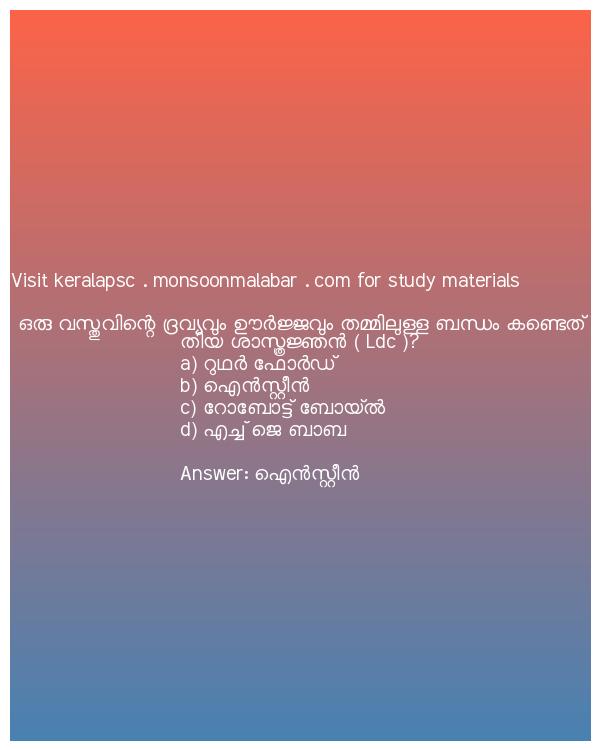 Visit keralapsc . monsoonmalabar . com for study materials
ഒരു വസ്തുവിന്റെ ദ്രവ്യവും ഊർജ്ജവും തമ്മിലുള്ള ബന്ധം കണ്ടെത്
തിയ ശാസ്ത്രജ്ഞൻ ( Ldc )?
a) റുഥർ ഫോർഡ്
b) ഐൻസ്റ്റീൻ
c) റോബോട്ട് ബോയ്ൽ
d) എച്ച് ജെ ബാബ
Answer: ഐൻസ്റ്റീൻ